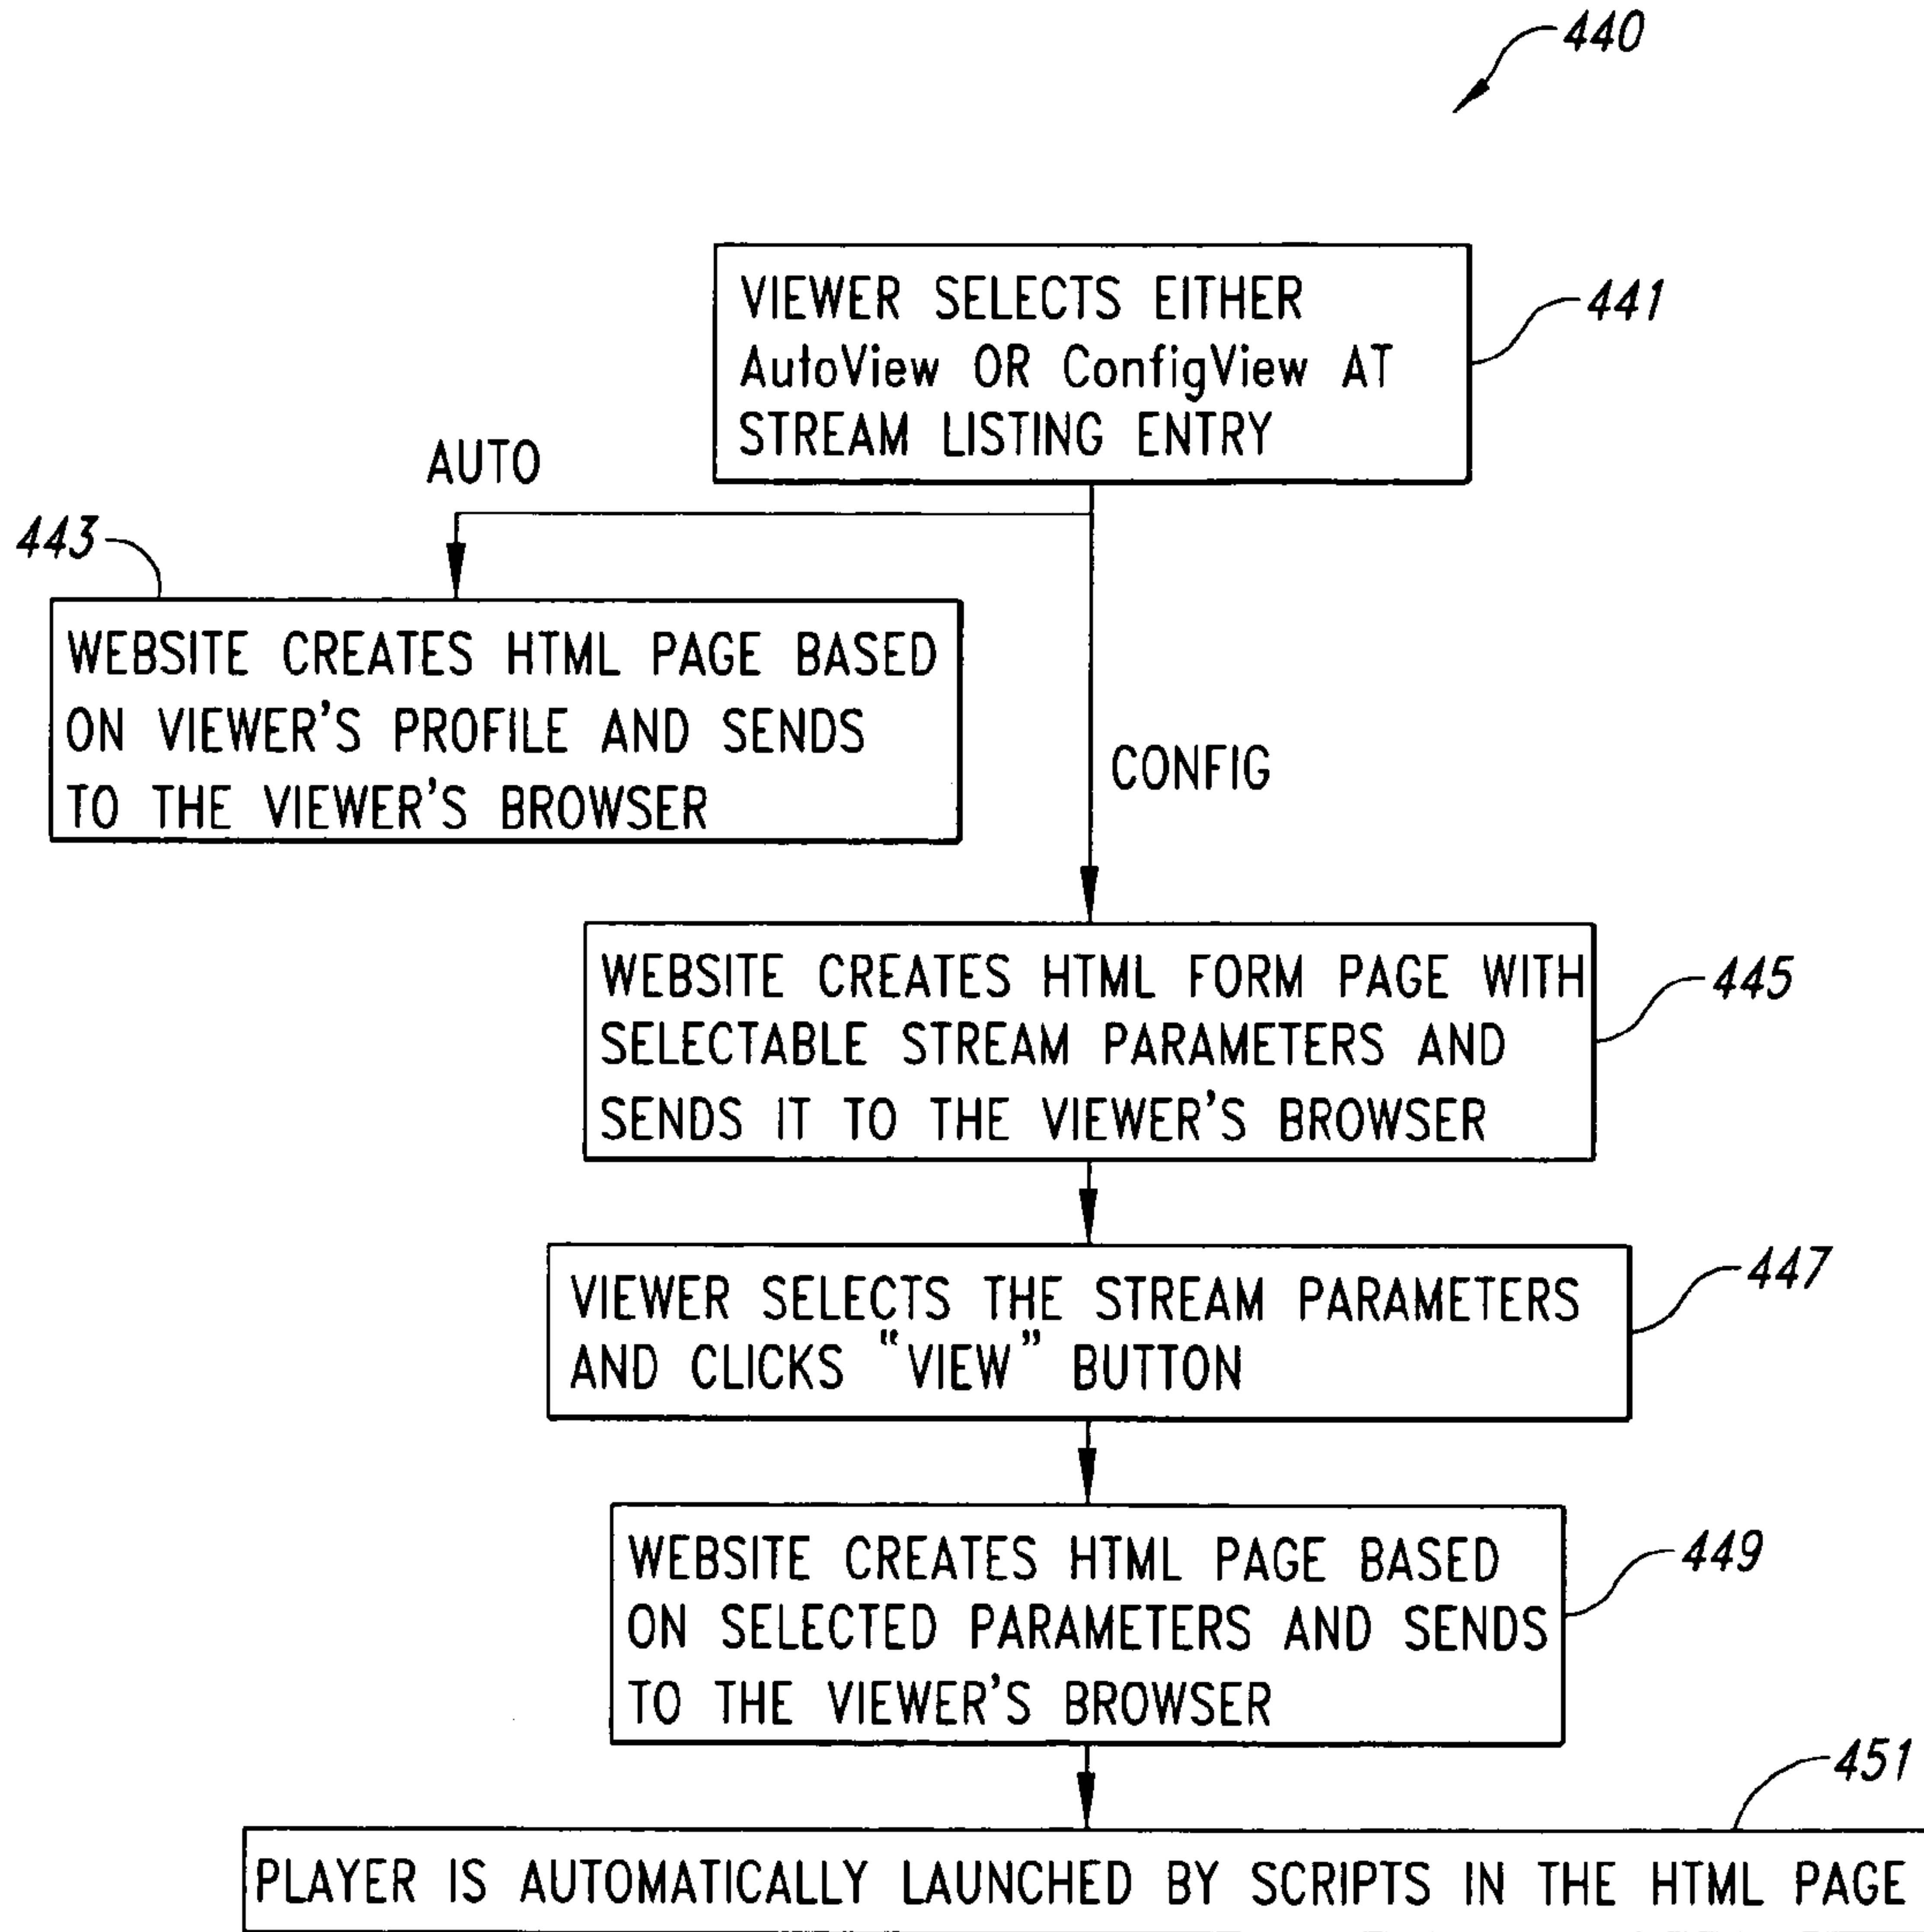 440
VIEWER SELECTS EITHER
AutoView OR ConfigView AT
STREAM LISTING ENTRY
441
AUTO
443
WEBSITE CREATES HTML PAGE BASED
ON VIEWER'S PROFILE AND SENDS
TO THE VIEWER'S BROWSER
CONFIG
WEBSITE CREATES HTML FORM PAGE WITH
SELECTABLE STREAM PARAMETERS AND
SENDS IT TO THE VIEWER'S BROWSER
445
VIEWER SELECTS THE STREAM PARAMETERS
AND CLICKS “VIEW” BUTTON
447
WEBSITE CREATES HTML PAGE BASED
ON SELECTED PARAMETERS AND SENDS
TO THE VIEWER'S BROWSER
449
451
PLAYER IS AUTOMATICALLY LAUNCHED BY SCRIPTS IN THE HTML PAGE